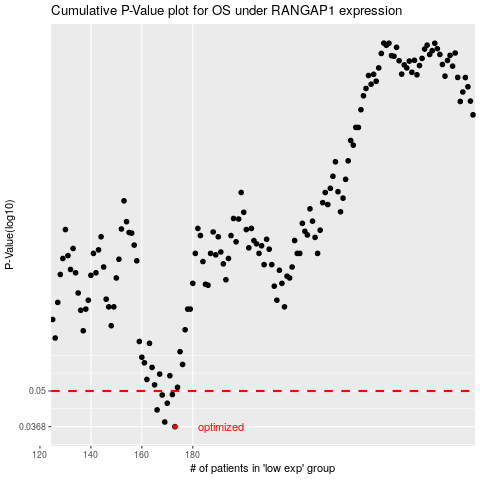 Cumulative P-Value plot for OS under RANGAP1 expression
P-Value(log10)
0.05
0.0368
optimized
120 140 160 180
# of patients in 'low exp' group